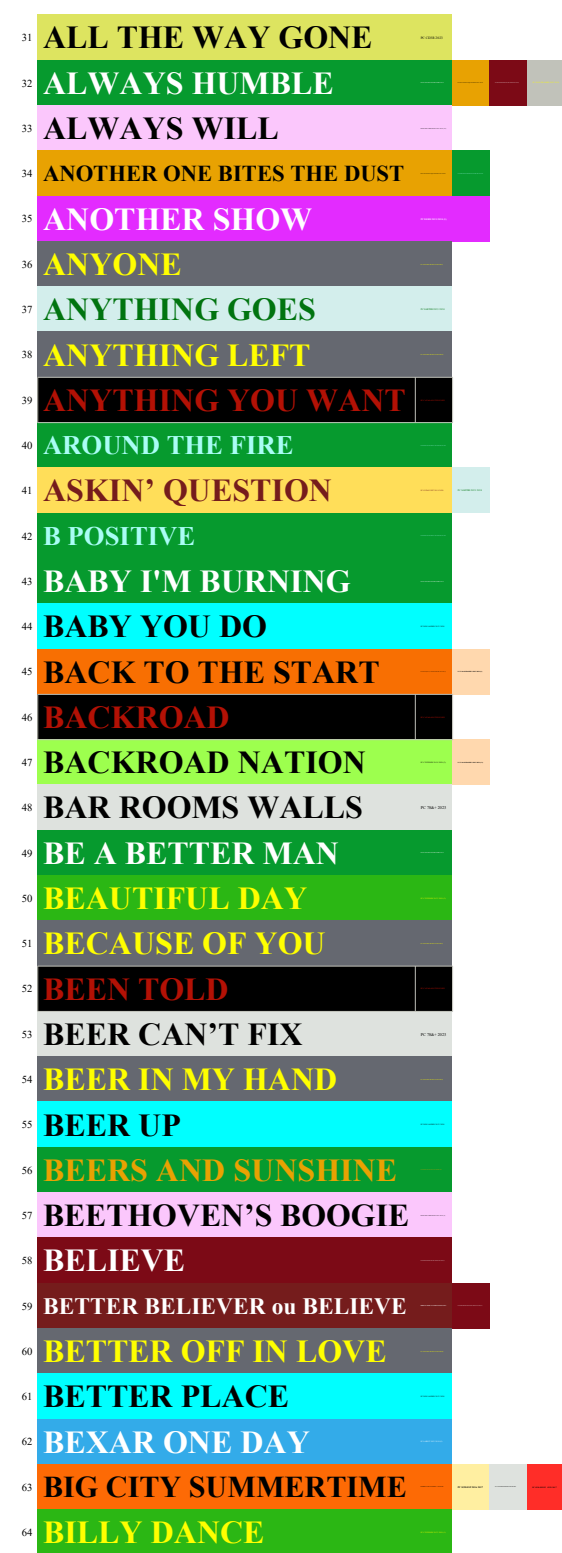 31 ALL THE WAY GONE
32 ALWAYS HUMBLE
33 ALWAYS WILL
34 ANOTHER ONE BITES THE DUST
35 ANOTHER SHOW
36 ANYONE
37 ANYTHING GOES
38 ANYTHING LEFT
39 ANYTHING YOU WANT
40 AROUND THE FIRE
41 ASKIN’ QUESTION
42 B POSITIVE
43 BABY I'M BURNING
44 BABY YOU DO
45 BACK TO THE START
46 BACKROAD
47 BACKROAD NATION
48 BAR ROOMS WALLS
49 BE A BETTER MAN
50 BEAUTIFUL DAY
51 BECAUSE OF YOU
52 BEEN TOLD
53 BEER CAN’T FIX
54 BEER IN MY HAND
55 BEER UP
56 BEERS AND SUNSHINE
57 BEETHOVEN’S BOOGIE
58 BELIEVE
59 BETTER BELIEVER ou BELIEVE
60 BETTER OFF IN LOVE
61 BETTER PLACE
62 BEXAR ONE DAY
63 BIG CITY SUMMERTIME
64 BILLY DANCE